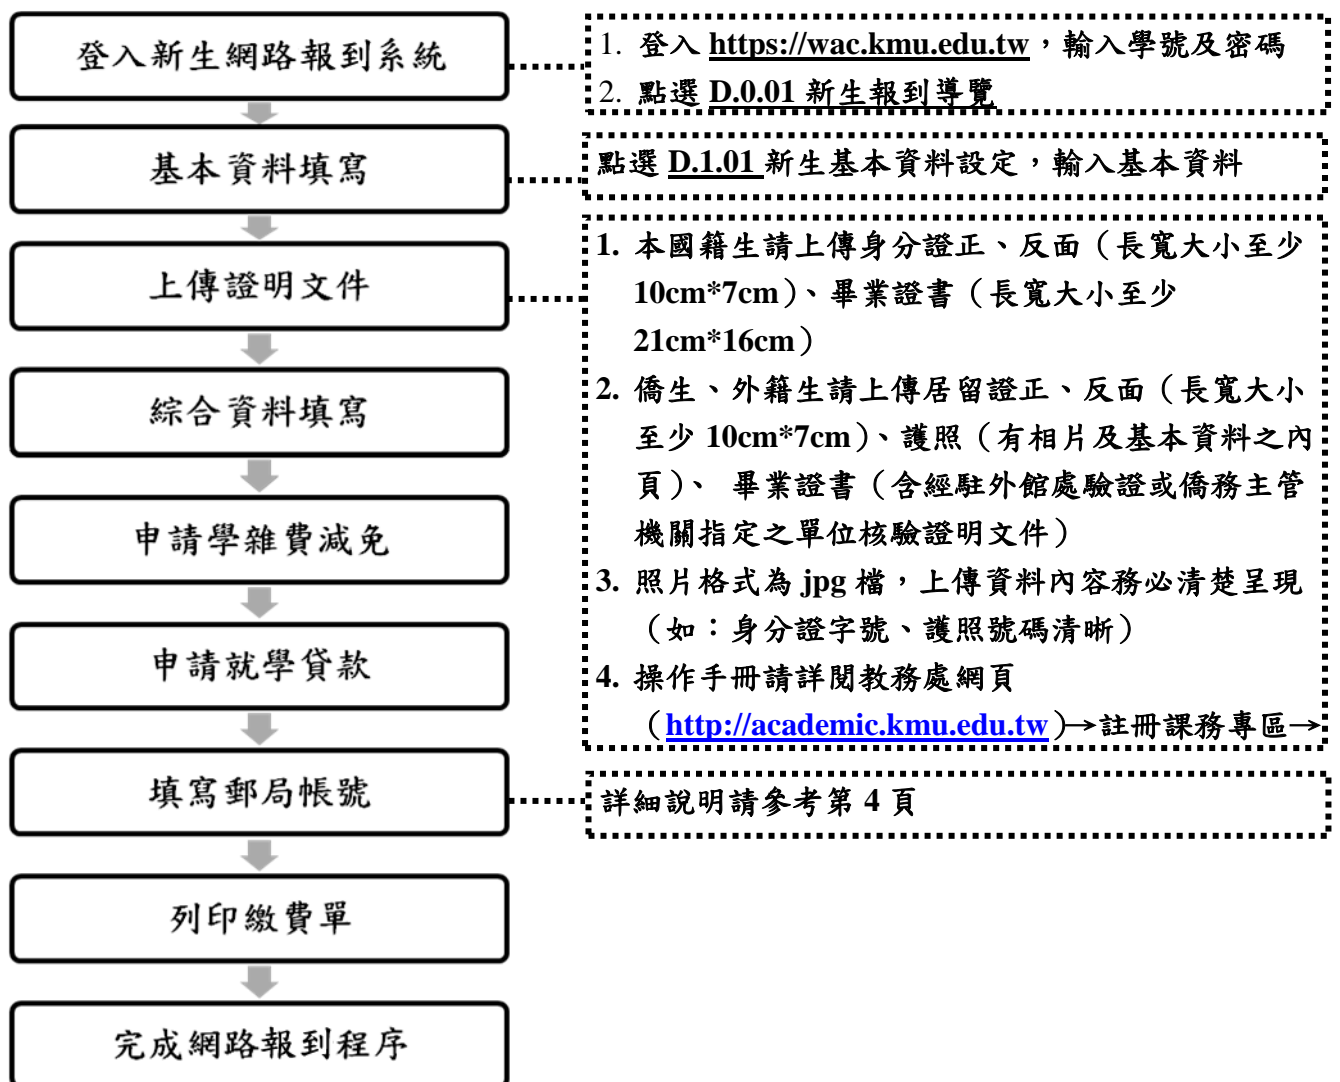 登入新生網路報到系統
1. 登入 https://wac.kmu.edu.tw，輸入學號及密碼
2. 點選 D.0.01 新生報到導覽
基本資料填寫
點選 D.1.01 新生基本資料設定，輸入基本資料
上傳證明文件
1. 本國籍生請上傳身分證正、反面（長寬大小至少
10cm*7cm）、畢業證書（長寬大小至少
21cm*16cm）
2. 僑生、外籍生請上傳居留證正、反面（長寬大小
至少 10cm*7cm）、護照（有相片及基本資料之內
頁）、 畢業證書（含經駐外館處驗證或僑務主管
機關指定之單位核驗證明文件）
3. 照片格式為 jpg 檔，上傳資料內容務必清楚呈現
（如：身分證字號、護照號碼清晰）
4. 操作手冊請詳閱教務處網頁
（http://academic.kmu.edu.tw）→註冊課務專區→
綜合資料填寫
申請學雜費減免
申請就學貸款
填寫郵局帳號
詳細說明請參考第 4 頁
列印繳費單
完成網路報到程序